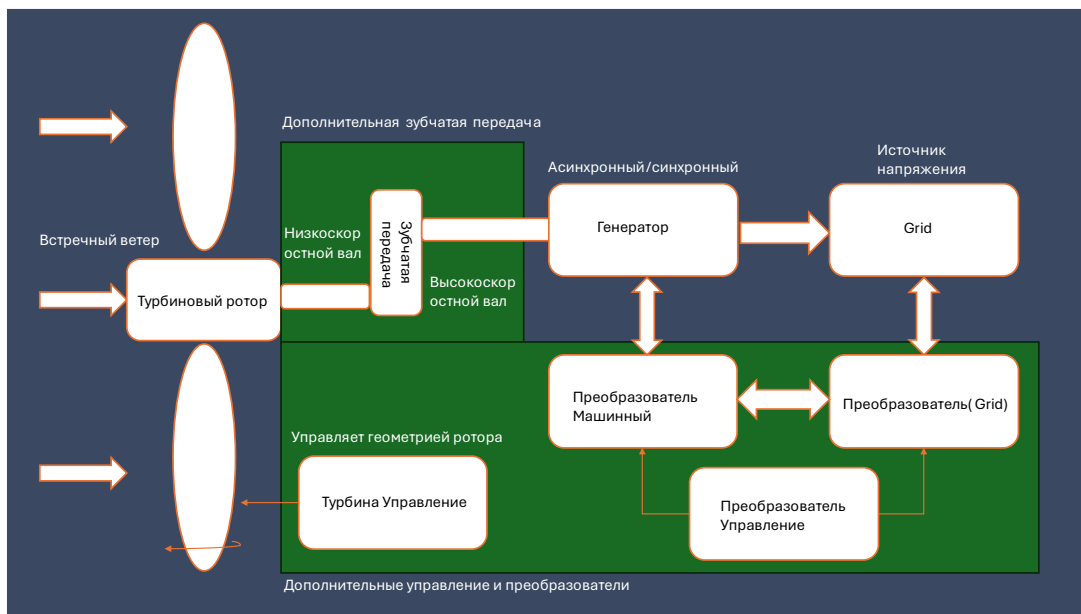 Дополнительная зубчатая передача
Источник
напряжения
Асинхронный/синхронный
Встречный ветер
Низкоскор
остной вал
Зубчатая
передача
Генератор
Grid
Высокоскор
остной вал
Турбиновый ротор
Преобразователь
Машинный
Преобразователь( Grid)
Управляет геометрией ротора
Турбина Управление
Преобразователь
Управление
Дополнительные управление и преобразователи